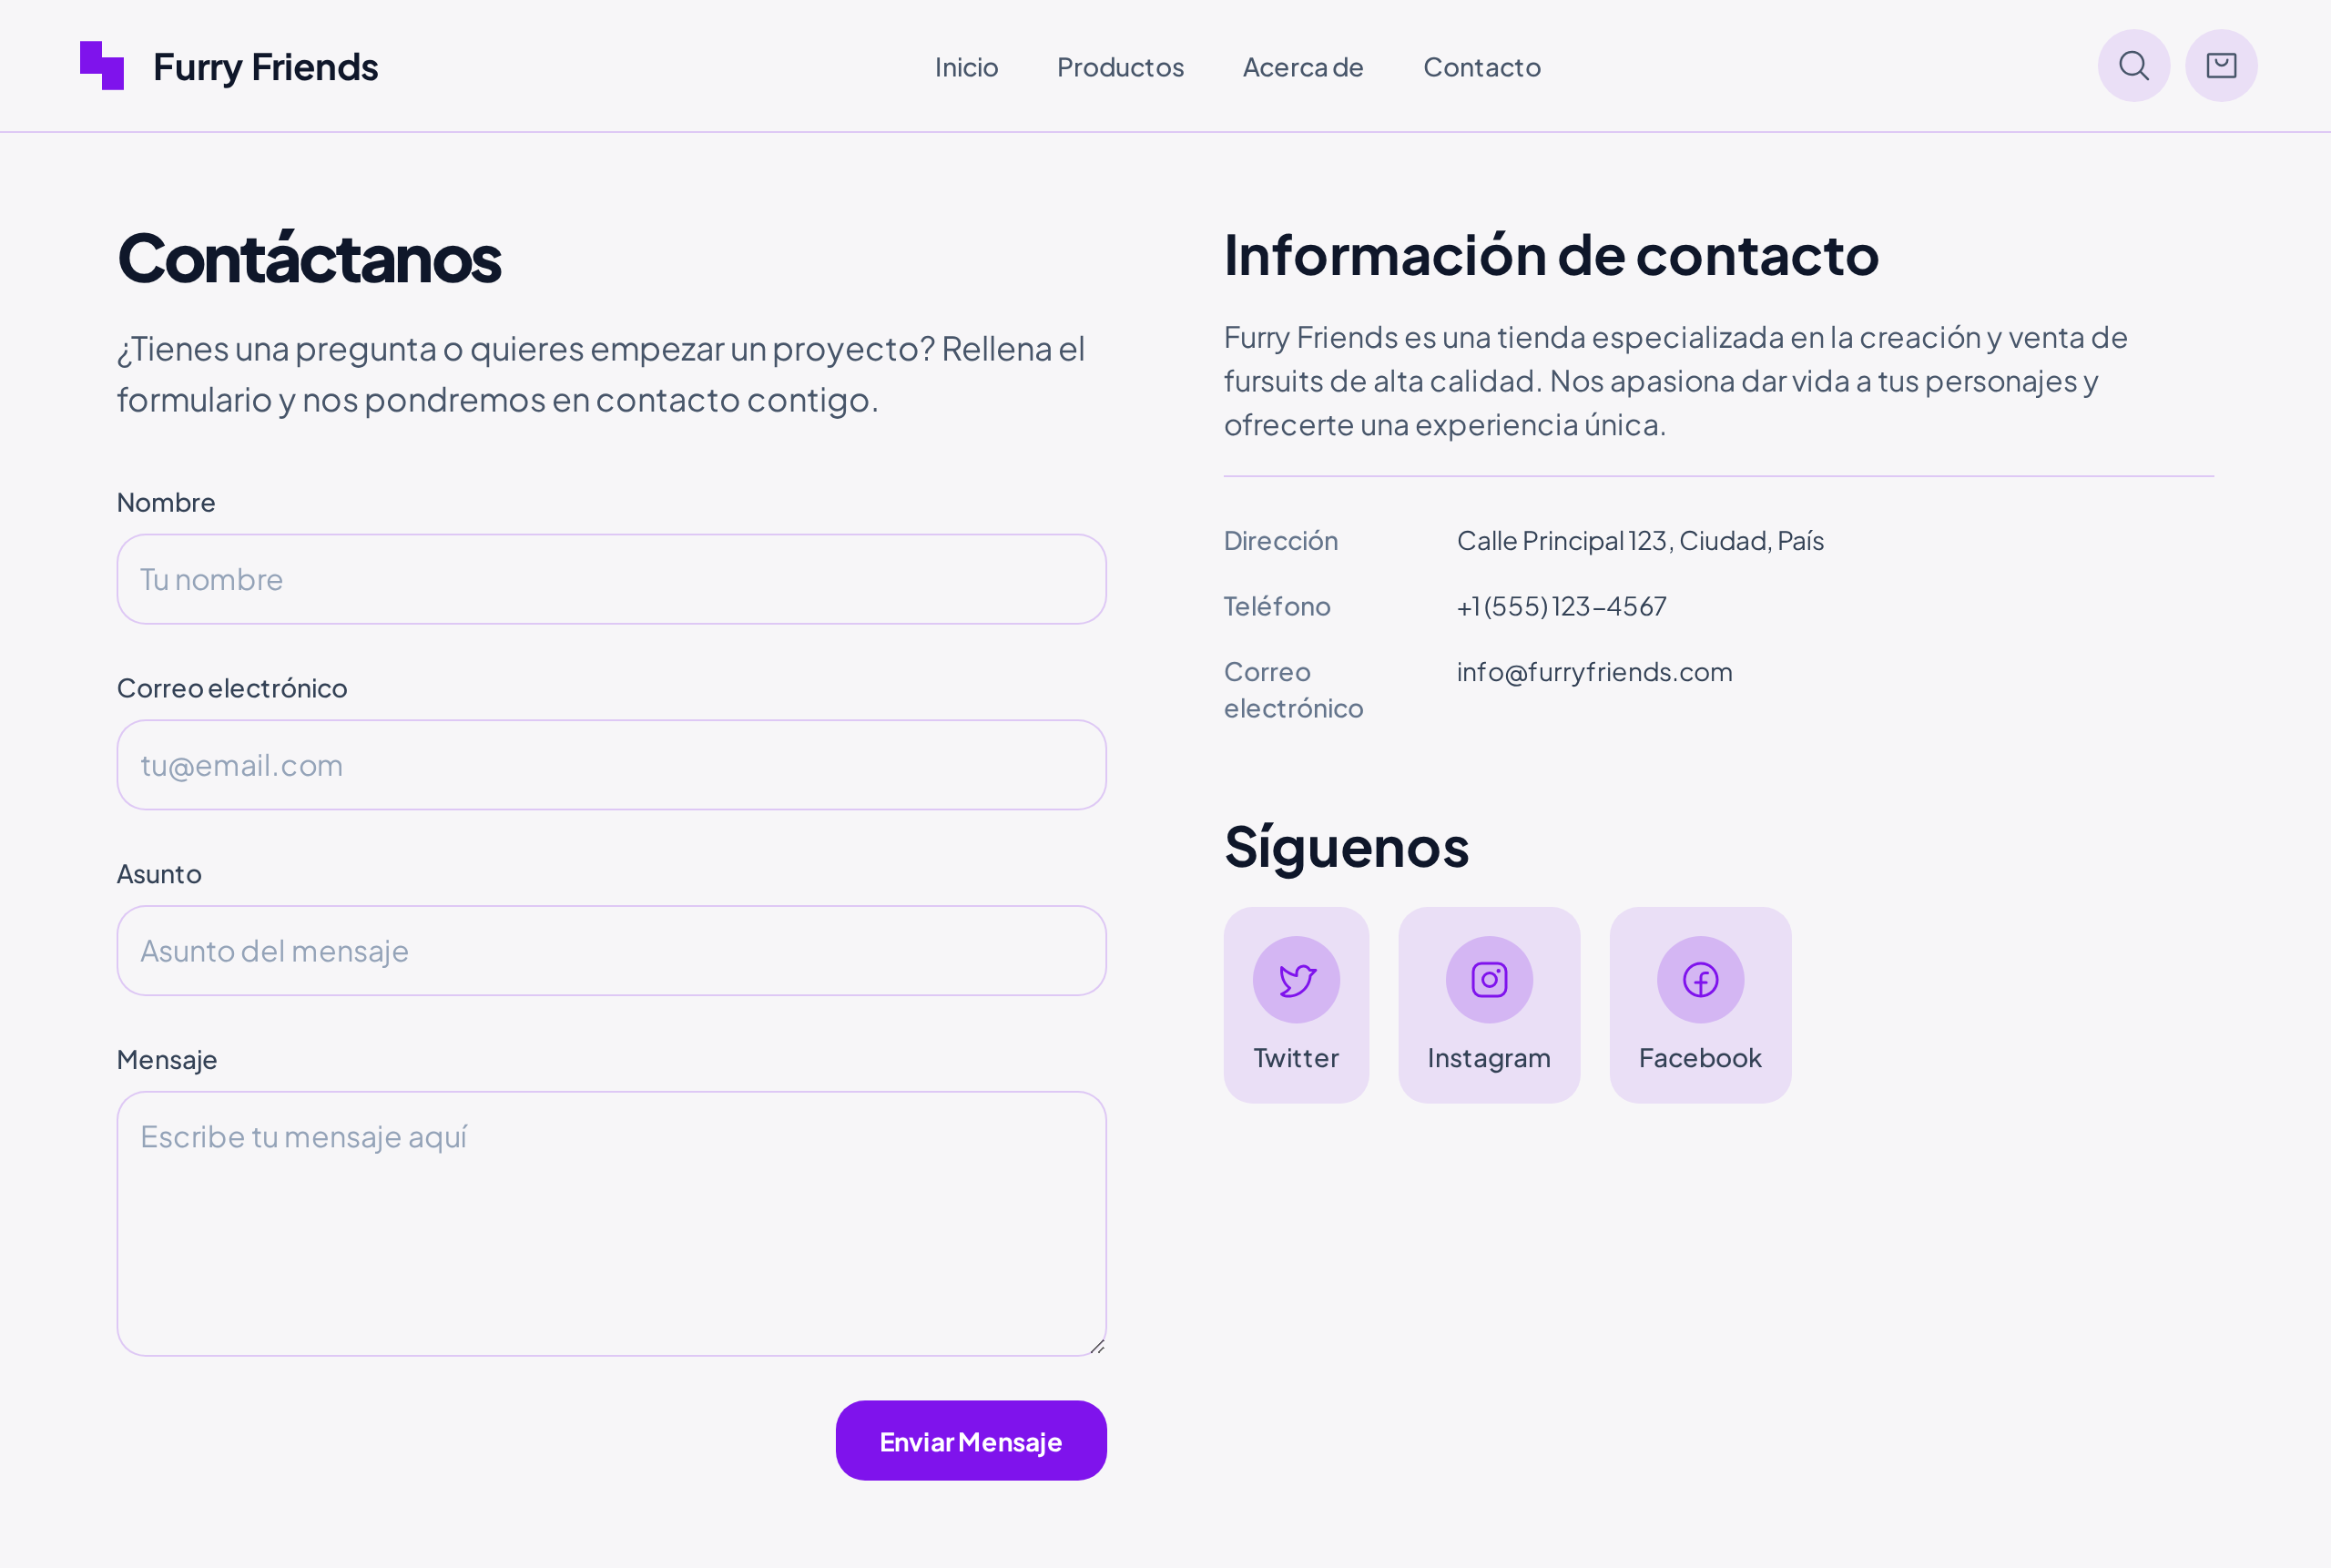 Furry Friends
Inicio
Productos
Acerca de
Contacto
Contáctanos
¿Tienes una pregunta o quieres empezar un proyecto? Rellena el
formulario y nos pondremos en contacto contigo.
Nombre
Tu nombre
Correo electrónico
tu@email.com
Asunto
Asunto del mensaje
Mensaje
Escribe tu mensaje aquí
Enviar Mensaje
Información de contacto
Furry Friends es una tienda especializada en la creación y venta de
fursuits de alta calidad. Nos apasiona dar vida a tus personajes y
ofrecerte una experiencia única.
Dirección
Calle Principal 123, Ciudad, País
Teléfono
+1 (555) 123-4567
Correo
electrónico
info@furryfriends.com
Síguenos
Twitter
Instagram
Facebook